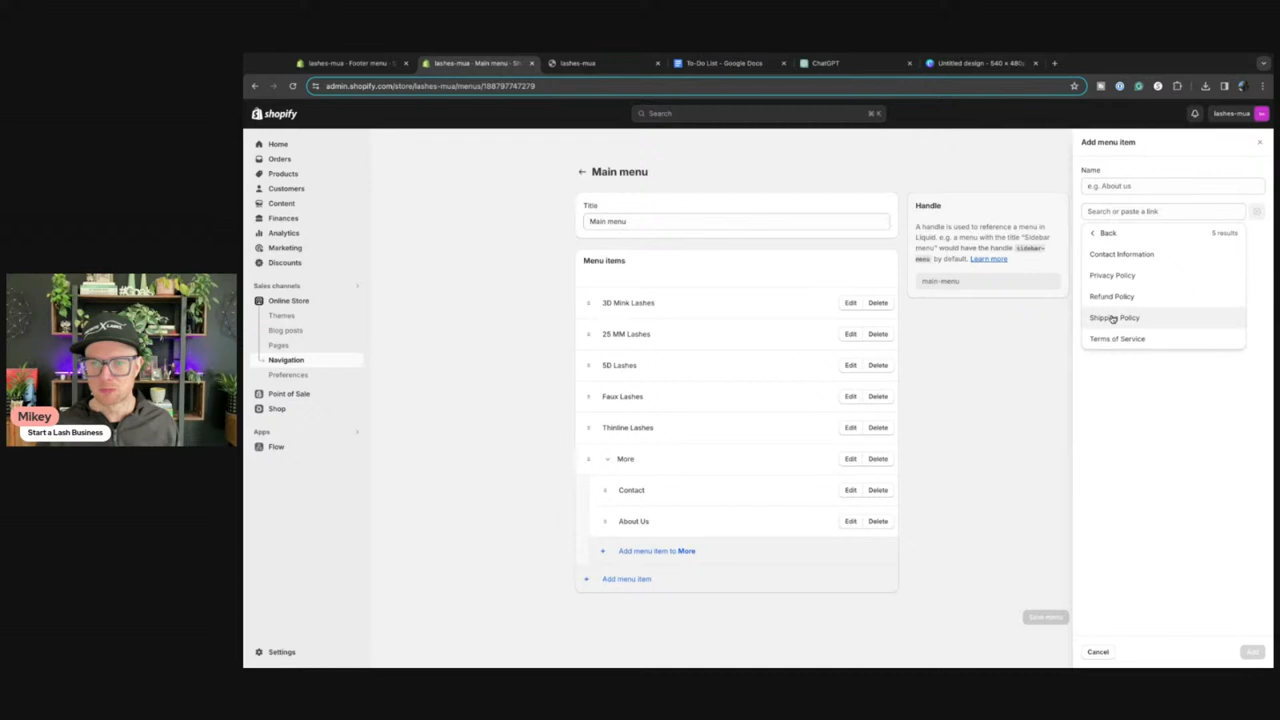 lashes-mua · Footer menu ·
lashes-mua · Main menu · Sh
lashes-mua
To-Do List - Google Docs
ChatGPT
Untitled design - 540 × 480p
admin.shopify.com/store/lashes-mua/menus/188797747279
shopify
Search
⌘ K
lashes-mua
Home
Orders
Products
Customers
Content
Finances
Analytics
Marketing
Discounts
Sales channels
Online Store
Themes
Blog posts
Pages
Navigation
Preferences
Point of Sale
Shop
Apps
Flow
Settings
Main menu
Title
Main menu
Menu items
3D Mink Lashes Edit Delete
25 MM Lashes Edit Delete
5D Lashes Edit Delete
Faux Lashes Edit Delete
Thinline Lashes Edit Delete
More Edit Delete
Contact Edit Delete
About Us Edit Delete
+ Add menu item to More
+ Add menu item
Save menu
Handle
A handle is used to reference a menu in
Liquid. e.g. a menu with the title "Sidebar
menu" would have the handle sidebar-
menu by default. Learn more
main-menu
Add menu item
Name
e.g. About us
Search or paste a link
Back 5 results
Contact Information
Privacy Policy
Refund Policy
Shipping Policy
Terms of Service
Cancel
Add
Mikey
Start a Lash Business